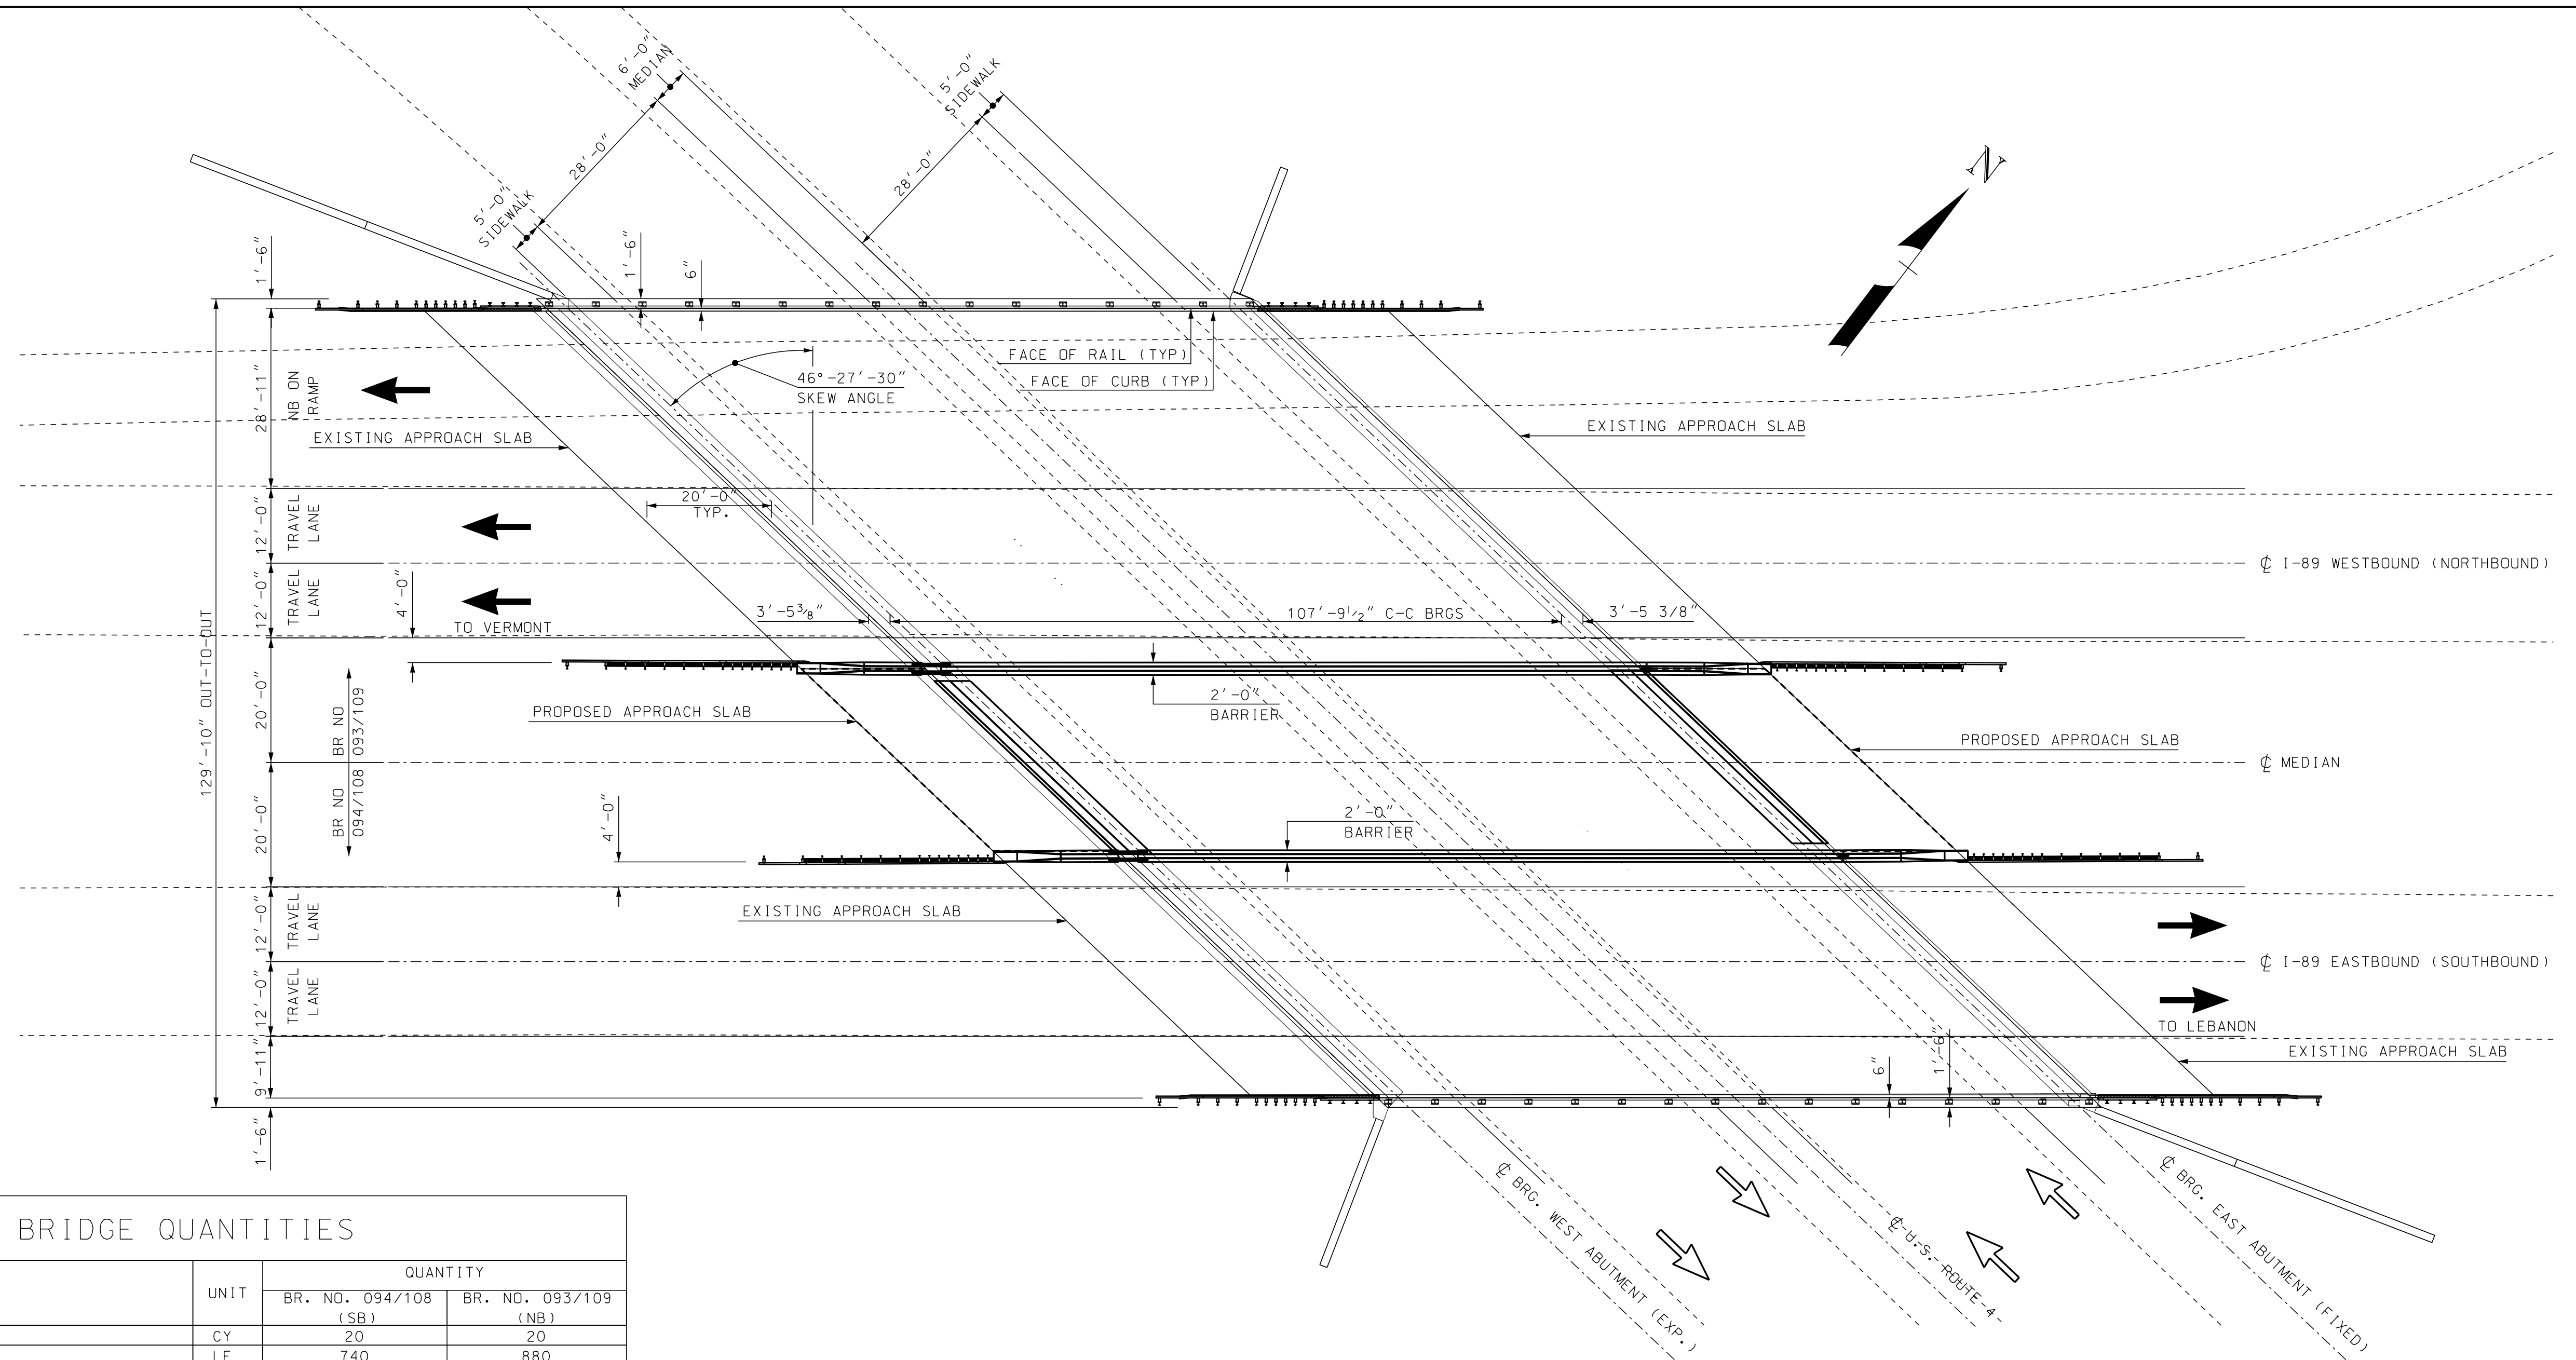 6'-0"
MEDIAN
5'-0"
SIDEWALK
28'-0"
28'-0"
5'-0"
SIDEWALK
N
1'-6"
1'-6"
6"
FACE OF RAIL (TYP)
FACE OF CURB (TYP)
46°-27'-30"
SKEW ANGLE
28'-11"
NB ON
RAMP
EXISTING APPROACH SLAB
EXISTING APPROACH SLAB
20'-0"
TYP.
12'-0"
TRAVEL
LANE
℄ I-89 WESTBOUND (NORTHBOUND)
12'-0"
TRAVEL
LANE
4'-0"
TO VERMONT
3'-5 3/8"
107'-9 1/2" C-C BRGS
3'-5 3/8"
129'-10" OUT-TO-OUT
20'-0"
BR NO
093/109
2'-0"
BARRIER
PROPOSED APPROACH SLAB
PROPOSED APPROACH SLAB
℄ MEDIAN
20'-0"
BR NO
094/108
4'-0"
2'-0"
BARRIER
12'-0"
TRAVEL
LANE
EXISTING APPROACH SLAB
℄ I-89 EASTBOUND (SOUTHBOUND)
12'-0"
TRAVEL
LANE
TO LEBANON
9'-11"
6"
1'-6"
EXISTING APPROACH SLAB
1'-6"
℄ BRG. WEST ABUTMENT (EXP.)
℄ U.S. ROUTE 4
℄ BRG. EAST ABUTMENT (FIXED)
BRIDGE QUANTITIES
UNIT
QUANTITY
BR. NO. 094/108
(SB)
BR. NO. 093/109
(NB)
CY 20 20
LF 740 880